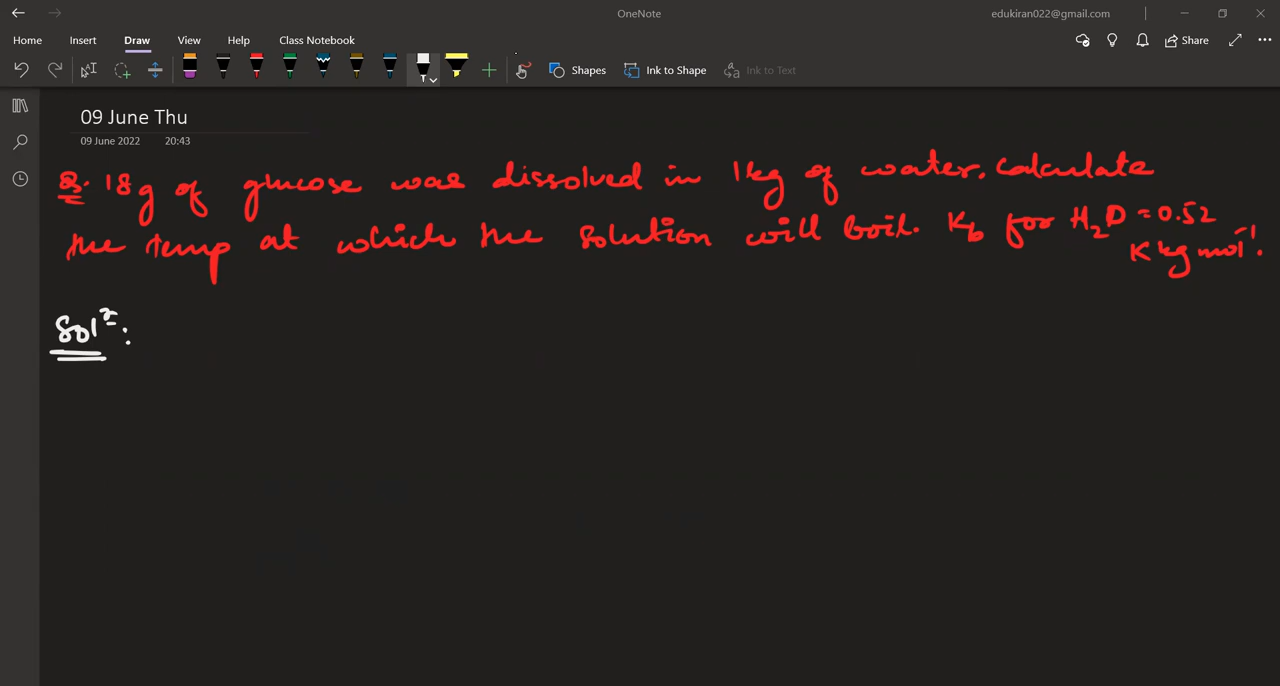 OneNote
edukiran022@gmail.com
Home Insert Draw View Help Class Notebook
Share
Shapes Ink to Shape Ink to Text
09 June Thu
09 June 2022 20:43
Q. 18g of glucose was dissolved in 1kg of water. calculate
the temp at which the solution will boil. Kb for H₂O = 0.52
K kg mol⁻¹.
Solⁿ: